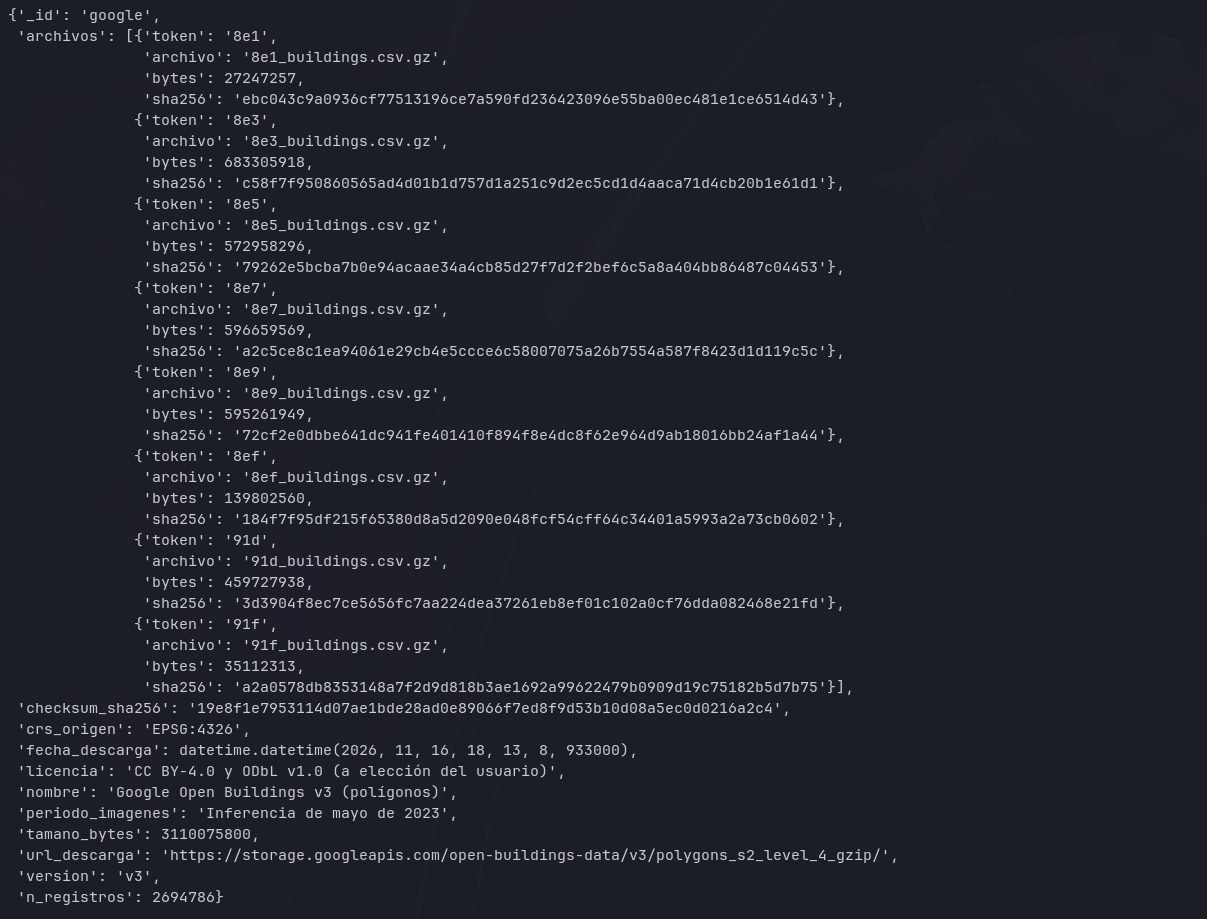 {'_id': 'google',
 'archivos': [{'token': '8e1',
               'archivo': '8e1_buildings.csv.gz',
               'bytes': 27247257,
               'sha256': 'ebc043c9a0936cf77513196ce7a590fd236423096e55ba00ec481e1ce6514d43'},
              {'token': '8e3',
               'archivo': '8e3_buildings.csv.gz',
               'bytes': 683305918,
               'sha256': 'c58f7f950860565ad4d01b1d757d1a251c9d2ec5cd1d4aaca71d4cb20b1e61d1'},
              {'token': '8e5',
               'archivo': '8e5_buildings.csv.gz',
               'bytes': 572958296,
               'sha256': '79262e5bcba7b0e94acaae34a4cb85d27f7d2f2bef6c5a8a404bb86487c04453'},
              {'token': '8e7',
               'archivo': '8e7_buildings.csv.gz',
               'bytes': 596659569,
               'sha256': 'a2c5ce8c1ea94061e29cb4e5ccce6c58007075a26b7554a587f8423d1d119c5c'},
              {'token': '8e9',
               'archivo': '8e9_buildings.csv.gz',
               'bytes': 595261949,
               'sha256': '72cf2e0dbbe641dc941fe401410f894f8e4dc8f62e964d9ab18016bb24af1a44'},
              {'token': '8ef',
               'archivo': '8ef_buildings.csv.gz',
               'bytes': 139802560,
               'sha256': '184f7f95df215f65380d8a5d2090e048fcf54cff64c34401a5993a2a73cb0602'},
              {'token': '91d',
               'archivo': '91d_buildings.csv.gz',
               'bytes': 459727938,
               'sha256': '3d3904f8ec7ce5656fc7aa224dea37261eb8ef01c102a0cf76dda082468e21fd'},
              {'token': '91f',
               'archivo': '91f_buildings.csv.gz',
               'bytes': 35112313,
               'sha256': 'a2a0578db8353148a7f2d9d818b3ae1692a99622479b0909d19c75182b5d7b75'}],
 'checksum_sha256': '19e8f1e7953114d07ae1bde28ad0e89066f7ed8f9d53b10d08a5ec0d0216a2c4',
 'crs_origen': 'EPSG:4326',
 'fecha_descarga': datetime.datetime(2026, 11, 16, 18, 13, 8, 933000),
 'licencia': 'CC BY-4.0 y ODbL v1.0 (a elección del usuario)',
 'nombre': 'Google Open Buildings v3 (polígonos)',
 'periodo_imagenes': 'Inferencia de mayo de 2023',
 'tamano_bytes': 3110075800,
 'url_descarga': 'https://storage.googleapis.com/open-buildings-data/v3/polygons_s2_level_4_gzip/',
 'version': 'v3',
 'n_registros': 2694786}